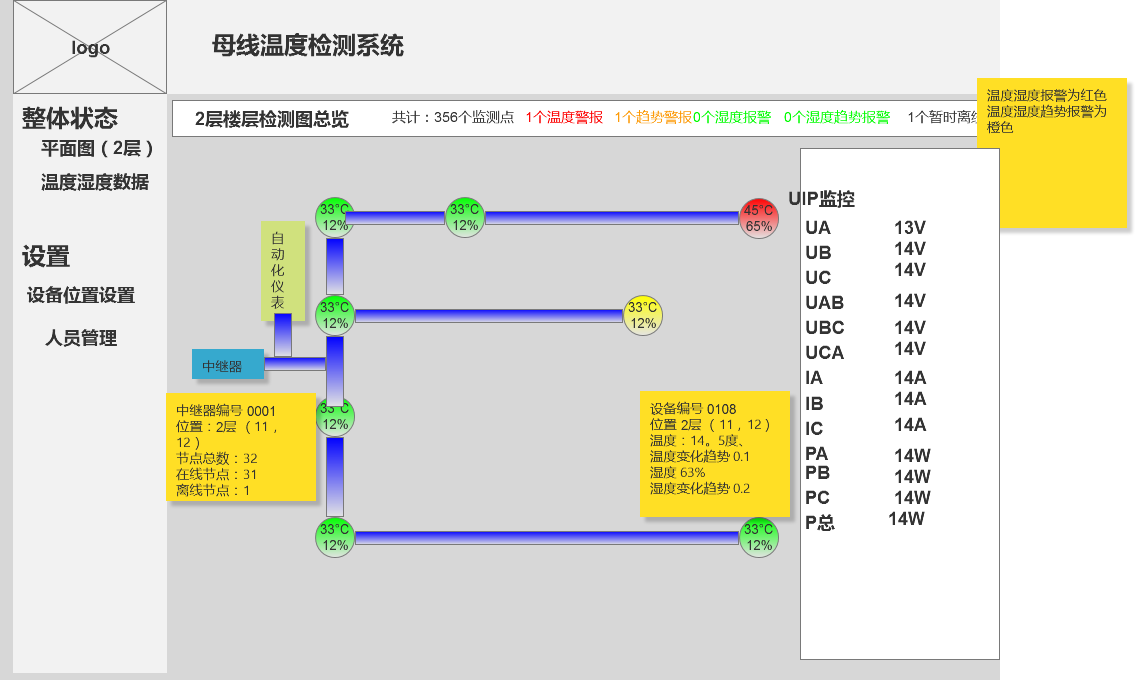 logo
母线温度检测系统
整体状态
平面图（2层）
温度湿度数据
设置
设备位置设置
人员管理
2层楼层检测图总览
共计：356个监测点
1个温度警报
1个趋势警报
0个湿度报警
0个湿度趋势报警
1个暂时离线
温度湿度报警为红色
温度湿度趋势报警为
橙色
33°C
12%
33°C
12%
45°C
65%
自
动
化
仪
表
33°C
12%
33°C
12%
中继器
33°C
12%
中继器编号 0001
位置：2层 （ 11，
12 ）
节点总数：32
在线节点：31
离线节点：1
设备编号 0108
位置 2层 （ 11，12 ）
温度：14。5度、
温度变化趋势 0.1
湿度 63%
湿度变化趋势 0.2
33°C
12%
33°C
12%
UIP监控
UA 13V
UB 14V
UC 14V
UAB 14V
UBC 14V
UCA 14V
IA 14A
IB 14A
IC 14A
PA 14W
PB 14W
PC 14W
P总 14W